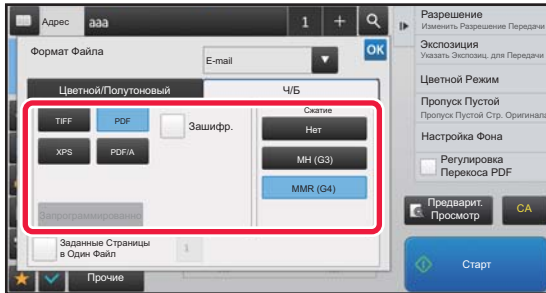 Адрес aaa 1 +
Формат Файла
E-mail
OK
Цветной/Полутоновый
Ч/Б
TIFF
PDF
Зашифр.
XPS
PDF/A
Запрограммированно
Сжатие
Нет
MH (G3)
MMR (G4)
Заданные Страницы
в Один Файл
1
Прочие
Разрешение
Изменить Разрешение Передачи
Экспозиция
Указать Экспозиц. для Передачи
Цветной Режим
Пропуск Пустой
Пропуск Пустой Стр. Оригинала
Настройка Фона
Регулировка
Перекоса PDF
Предварит.
Просмотр
CA
Старт